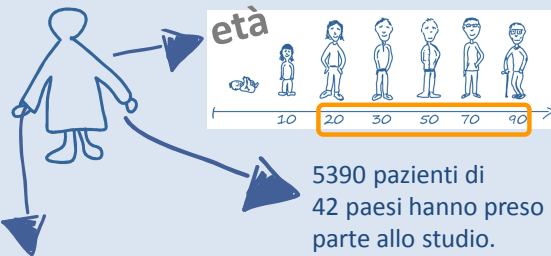 età
10 20 30 50 70 90
5390 pazienti di
42 paesi hanno preso
parte allo studio.